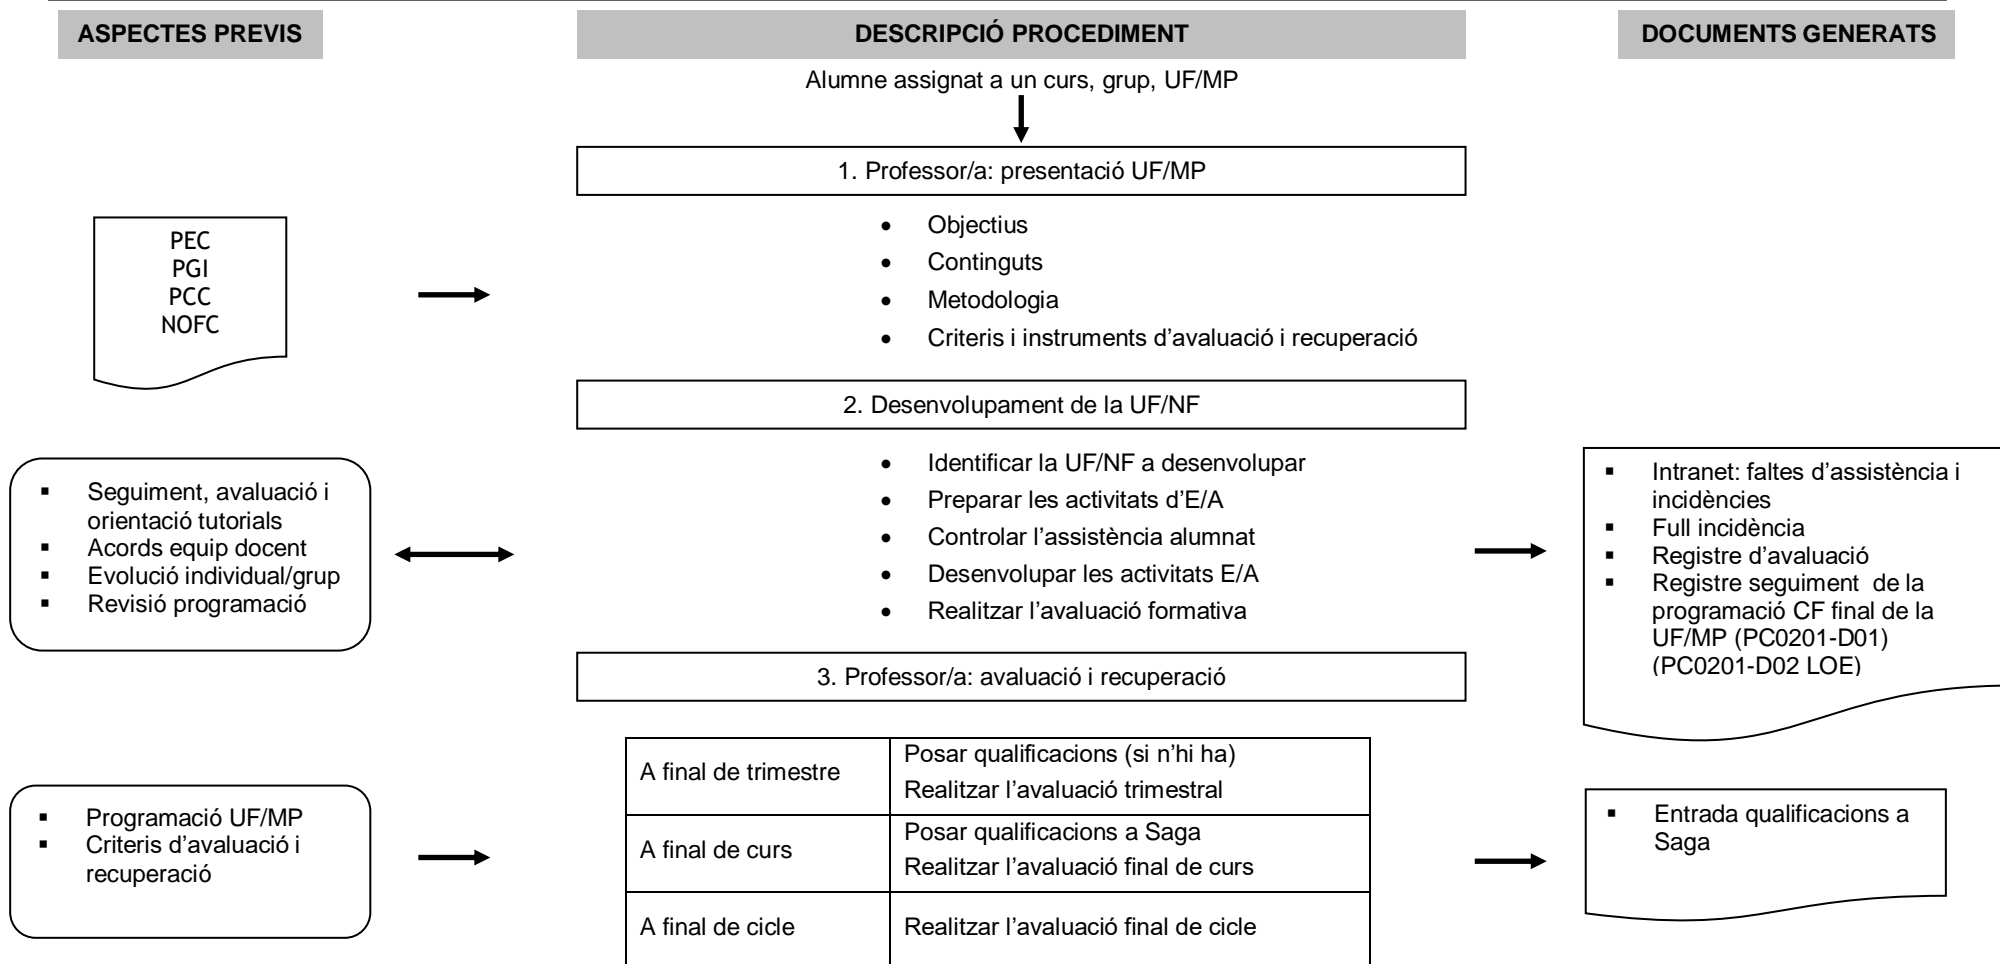 ASPECTES PREVIS
DESCRIPCIÓ PROCEDIMENT
DOCUMENTS GENERATS
Alumne assignat a un curs, grup, UF/MP
1. Professor/a: presentació UF/MP
PEC
PGI
PCC
NOFC
• Objectius
• Continguts
• Metodologia
• Criteris i instruments d’avaluació i recuperació
2. Desenvolupament de la UF/NF
▪ Seguiment, avaluació i
orientació tutorials
▪ Acords equip docent
▪ Evolució individual/grup
▪ Revisió programació
• Identificar la UF/NF a desenvolupar
• Preparar les activitats d’E/A
• Controlar l’assistència alumnat
• Desenvolupar les activitats E/A
• Realitzar l’avaluació formativa
▪ Intranet: faltes d’assistència i
incidències
▪ Full incidència
▪ Registre d’avaluació
▪ Registre seguiment de la
programació CF final de la
UF/MP (PC0201-D01)
(PC0201-D02 LOE)
3. Professor/a: avaluació i recuperació
▪ Programació UF/MP
▪ Criteris d’avaluació i
recuperació
A final de trimestre
Posar qualificacions (si n’hi ha)
Realitzar l’avaluació trimestral
A final de curs
Posar qualificacions a Saga
Realitzar l’avaluació final de curs
A final de cicle
Realitzar l’avaluació final de cicle
▪ Entrada qualificacions a
Saga